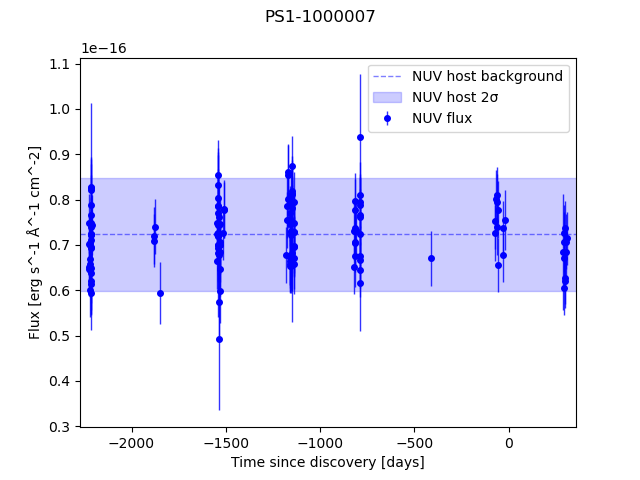 PS1-1000007
1e−16
NUV host background
NUV host 2σ
NUV flux
1.1
1.0
0.9
0.8
0.7
0.6
0.5
0.4
0.3
Flux [erg s^-1 Å^-1 cm^-2]
−2000 −1500 −1000 −500 0
Time since discovery [days]